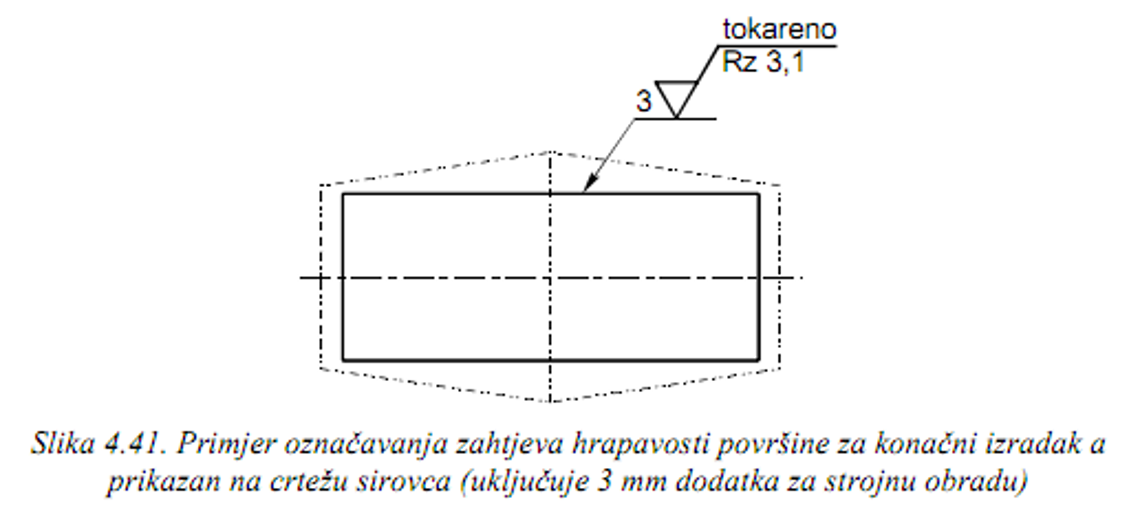 tokareno
Rz 3,1
3
Slika 4.41. Primjer označavanja zahtjeva hrapavosti površine za konačni izradak a
prikazan na crtežu sirovca (uključuje 3 mm dodatka za strojnu obradu)